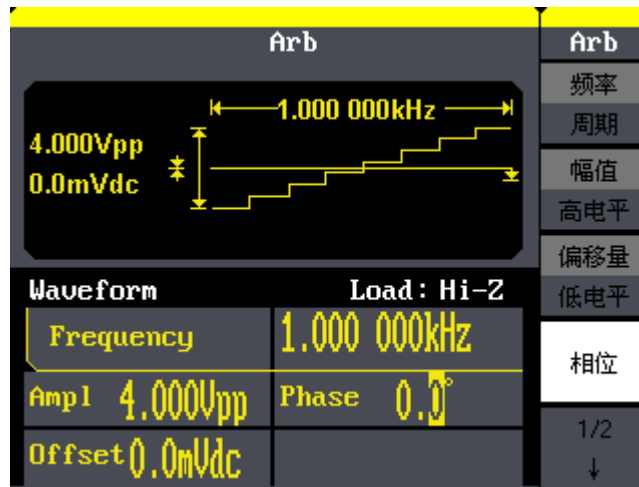 Arb
1.000 000kHz
4.000Vpp
0.0mVdc
Waveform Load: Hi-Z
Frequency 1.000 000kHz
Ampl 4.000Vpp Phase 0.0°
Offset 0.0mVdc
Arb
频率
周期
幅值
高电平
偏移量
低电平
相位
1/2
↓